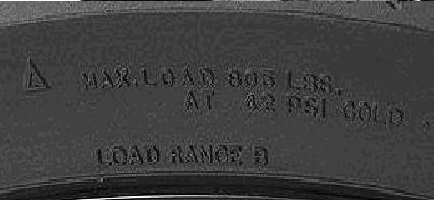 MAX. LOAD 805 LBS.
AT 42 PSI COLD
LOAD RANGE B